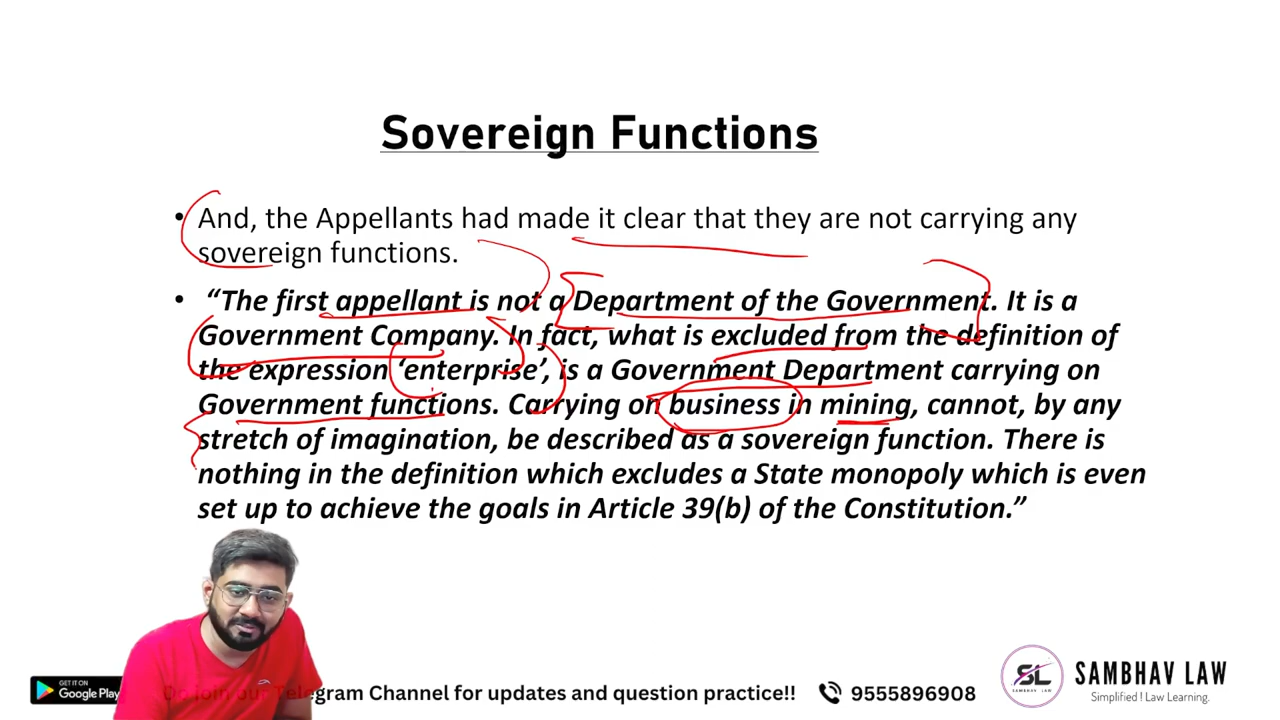 Sovereign Functions
• And, the Appellants had made it clear that they are not carrying any
sovereign functions.
• “The first appellant is not a Department of the Government. It is a
Government Company. In fact, what is excluded from the definition of
the expression ‘enterprise’, is a Government Department carrying on
Government functions. Carrying on business in mining, cannot, by any
stretch of imagination, be described as a sovereign function. There is
nothing in the definition which excludes a State monopoly which is even
set up to achieve the goals in Article 39(b) of the Constitution.”
GET IT ON
Google Play
Telegram Channel for updates and question practice!!
9555896908
SL
SAMBHAV LAW
SAMBHAV LAW
Simplified ! Law Learning.